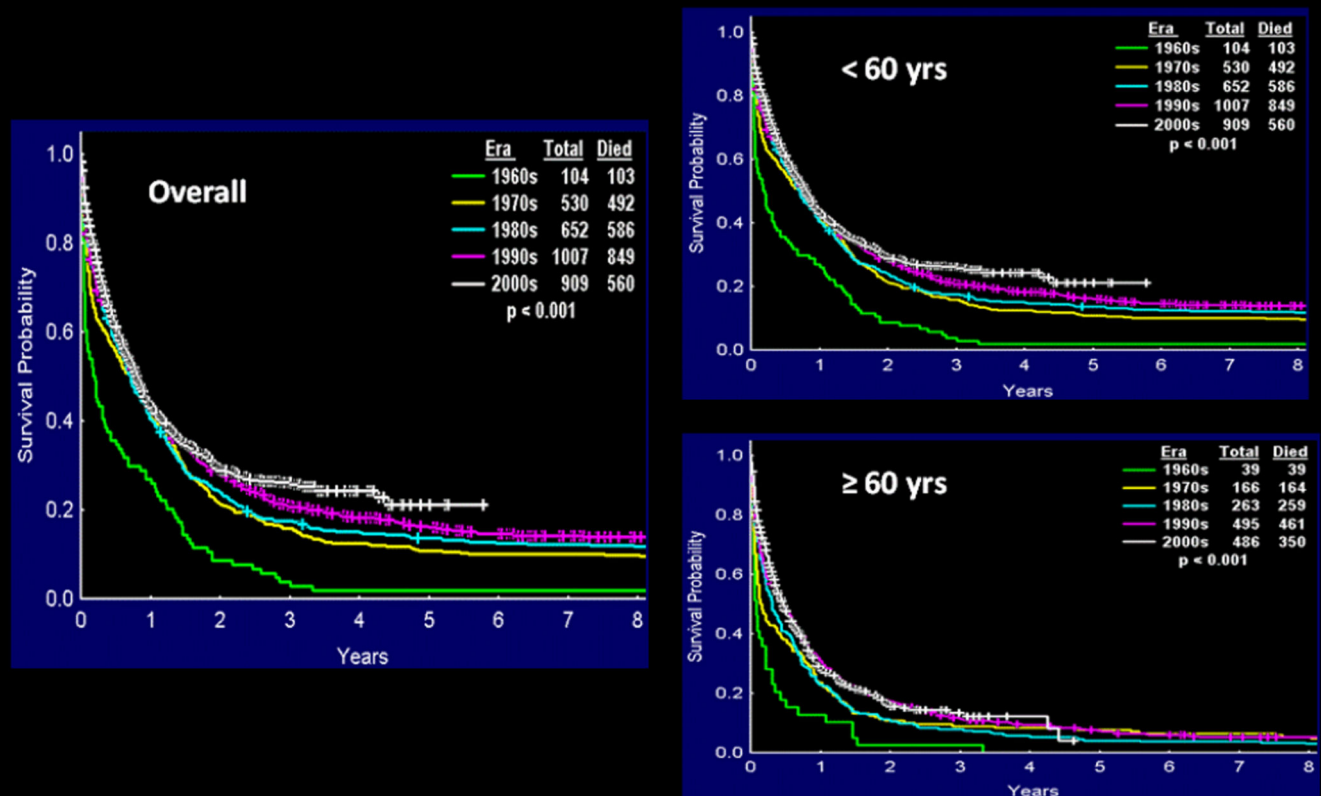 Overall
Era Total Died
1960s 104 103
1970s 530 492
1980s 652 586
1990s 1007 849
2000s 909 560
p < 0.001
Survival Probability
1.0
0.8
0.6
0.4
0.2
0.0
0 1 2 3 4 5 6 7 8
Years
< 60 yrs
Era Total Died
1960s 104 103
1970s 530 492
1980s 652 586
1990s 1007 849
2000s 909 560
p < 0.001
Survival Probability
1.0
0.8
0.6
0.4
0.2
0.0
0 1 2 3 4 5 6 7 8
Years
≥ 60 yrs
Era Total Died
1960s 39 39
1970s 166 164
1980s 263 259
1990s 495 461
2000s 486 350
p < 0.001
Survival Probability
1.0
0.8
0.6
0.4
0.2
0.0
0 1 2 3 4 5 6 7 8
Years